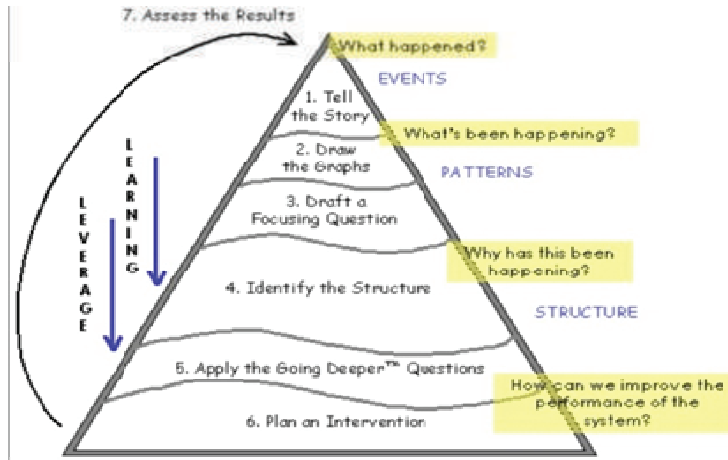 7. Assess the Results
What happened?
EVENTS
1. Tell
the Story
What's been happening?
2. Draw
the Graphs
PATTERNS
LEARNING
LEVERAGE
3. Draft a
Focusing Question
Why has this been
happening?
4. Identify the Structure
STRUCTURE
5. Apply the Going Deeper™ Questions
How can we improve the
performance of the
system?
6. Plan an Intervention